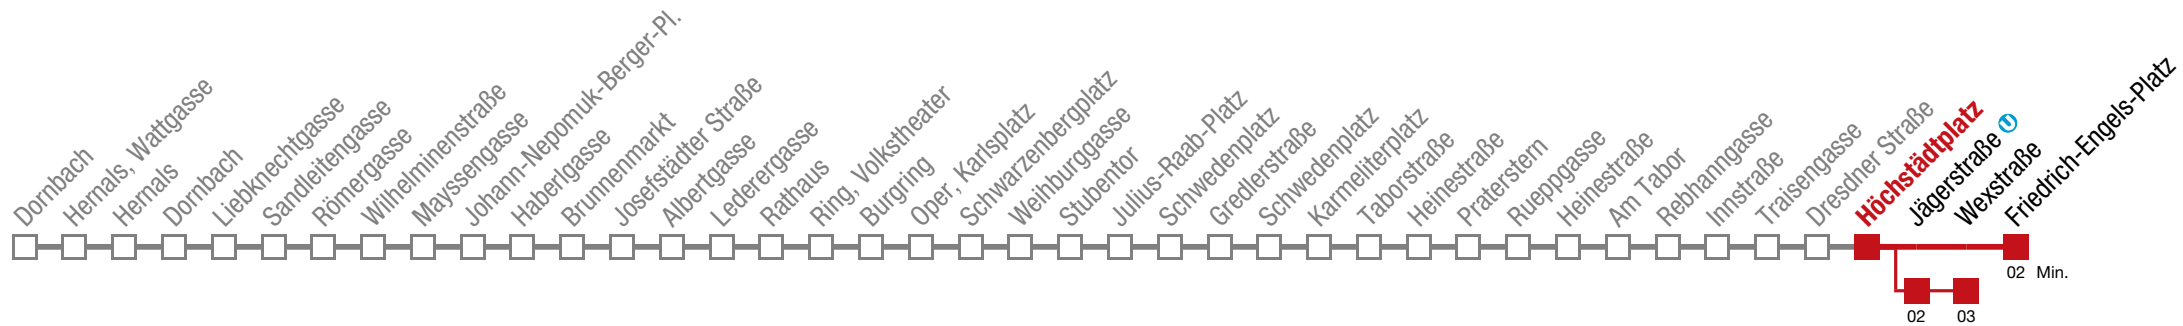 Dornbach
Hernals, Wattgasse
Hernals
Dornbach
Liebknechtgasse
Sandleitengasse
Römergasse
Wilhelminenstraße
Mayssengasse
Johann-Nepomuk-Berger-Pl.
Haberlgasse
Brunnenmarkt
Josefstädter Straße
Albertgasse
Lederergasse
Rathaus
Ring, Volkstheater
Burgring
Oper, Karlsplatz
Schwarzenbergplatz
Weihburggasse
Stubentor
Julius-Raab-Platz
Schwedenplatz
Gredlerstraße
Schwedenplatz
Karmeliterplatz
Taborstraße
Heinestraße
Praterstern
Rueppgasse
Heinestraße
Am Tabor
Rebhanngasse
Innstraße
Traisengasse
Dresdner Straße
Höchstädtplatz
Jägerstraße U
Wexstraße
Friedrich-Engels-Platz
02 Min.
02 03